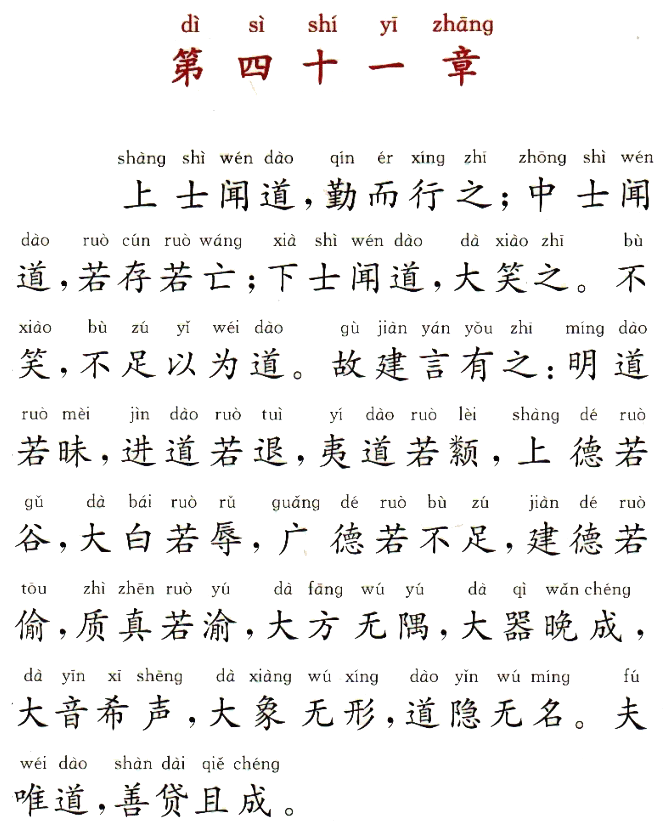 dì sì shí yī zhāng
第四十一章
shàng shì wén dào qín ér xíng zhī zhōng shì wén
上士闻道，勤而行之；中士闻
dào ruò cún ruò wáng xià shì wén dào dà xiào zhī bù
道，若存若亡；下士闻道，大笑之。不
xiào bù zú yǐ wéi dào gù jiàn yán yǒu zhī míng dào
笑，不足以为道。故建言有之：明道
ruò mèi jìn dào ruò tuì yí dào ruò lèi shàng dé ruò
若昧，进道若退，夷道若颣，上德若
gǔ dà bái ruò rǔ guǎng dé ruò bù zú jiàn dé ruò
谷，大白若辱，广德若不足，建德若
tōu zhì zhēn ruò yú dà fāng wú yú dà qì wǎn chéng
偷，质真若渝，大方无隅，大器晚成，
dà yīn xī shēng dà xiàng wú xíng dào yǐn wú míng fú
大音希声，大象无形，道隐无名。夫
wéi dào shàn dài qiě chéng
唯道，善贷且成。